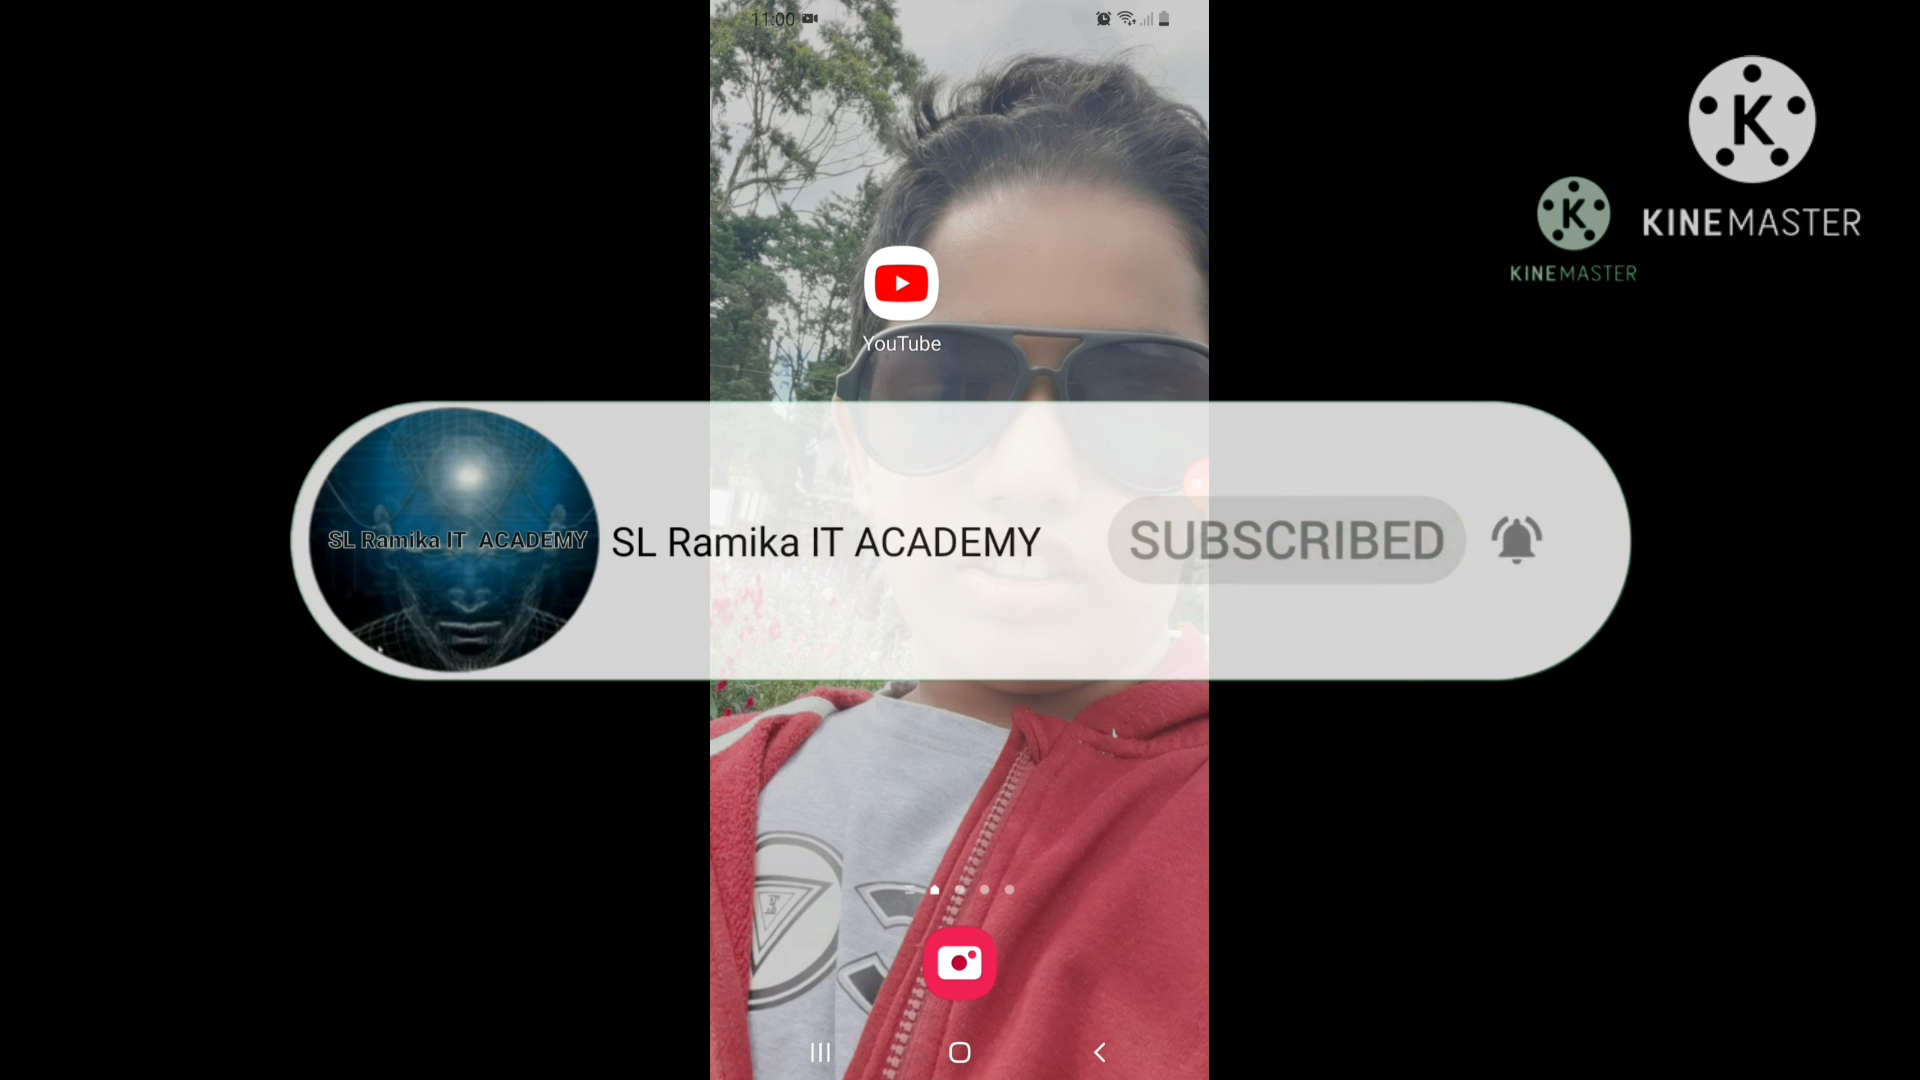 11:00
K
KINEMASTER
K
KINEMASTER
YouTube
SL Ramika IT ACADEMY
SL Ramika IT ACADEMY
SUBSCRIBED